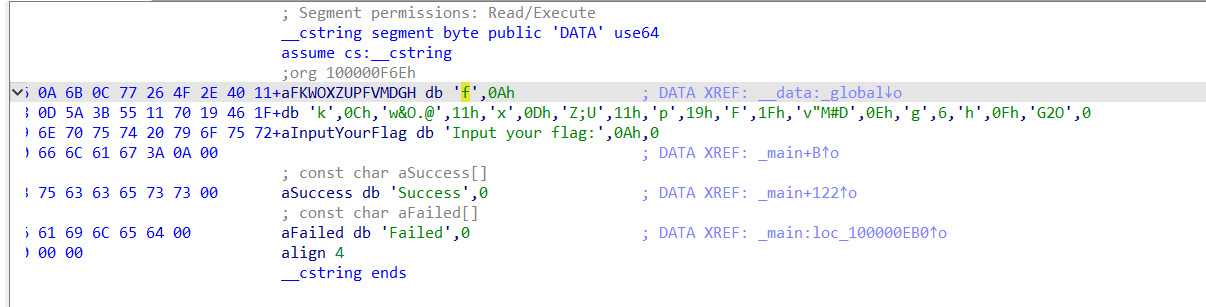 ; Segment permissions: Read/Execute
__cstring segment byte public 'DATA' use64
assume cs:__cstring
;org 100000F6Eh
0A 6B 0C 77 26 4F 2E 40 11+aFKWOXZUPFVMDGH db 'f',0Ah ; DATA XREF: __data:_global↓o
0D 5A 3B 55 11 70 19 46 1F+db 'k',0Ch,'w&O.@',11h,'x',0Dh,'Z;U',11h,'p',19h,'F',1Fh,'v"M#D',0Eh,'g',6,'h',0Fh,'G2O',0
6E 70 75 74 20 79 6F 75 72+aInputYourFlag db 'Input your flag:',0Ah,0
66 6C 61 67 3A 0A 00 ; DATA XREF: _main+B↑o
; const char aSuccess[]
75 63 63 65 73 73 00 aSuccess db 'Success',0 ; DATA XREF: _main+122↑o
; const char aFailed[]
61 69 6C 65 64 00 aFailed db 'Failed',0 ; DATA XREF: _main:loc_100000EB0↑o
00 00 align 4
__cstring ends